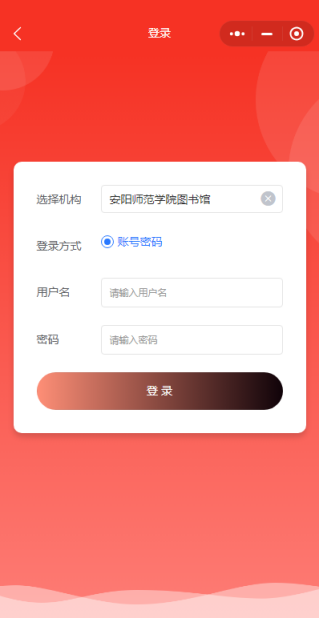 登录
选择机构
安阳师范学院图书馆
登录方式
账号密码
用户名
请输入用户名
密码
请输入密码
登 录